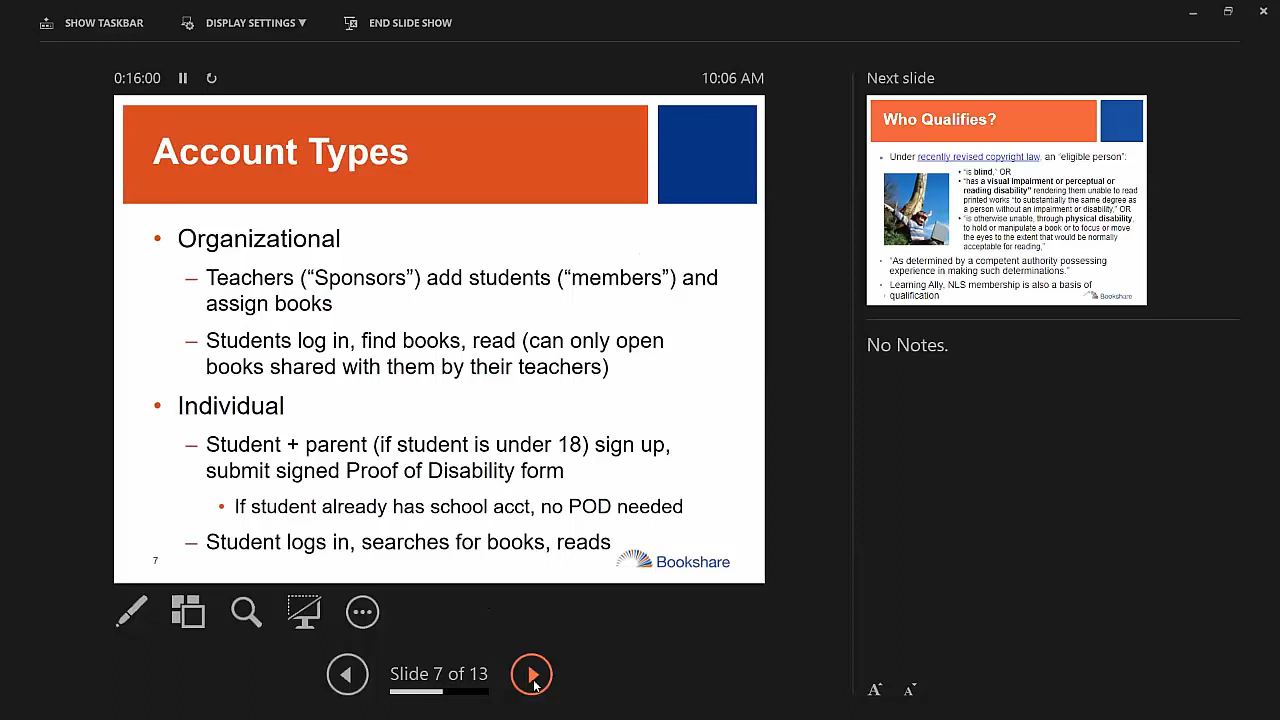 SHOW TASKBAR
DISPLAY SETTINGS ▼
END SLIDE SHOW
0:16:00
10:06 AM
Account Types
• Organizational
– Teachers (“Sponsors”) add students (“members”) and
assign books
– Students log in, find books, read (can only open
books shared with them by their teachers)
• Individual
– Student + parent (if student is under 18) sign up,
submit signed Proof of Disability form
• If student already has school acct, no POD needed
– Student logs in, searches for books, reads
7
Bookshare
Slide 7 of 13
Next slide
Who Qualifies?
• Under recently revised copyright law, an “eligible person”:
• “is blind,” OR
• “has a visual impairment or perceptual or
reading disability” rendering them unable to read
printed works “to substantially the same degree as
a person without an impairment or disability,” OR
• “is otherwise unable, through physical disability,
to hold or manipulate a book or to focus or move
the eyes to the extent that would be normally
acceptable for reading,”
• “As determined by a competent authority possessing
experience in making such determinations.”
• Learning Ally, NLS membership is also a basis of
qualification
Bookshare
No Notes.
A A